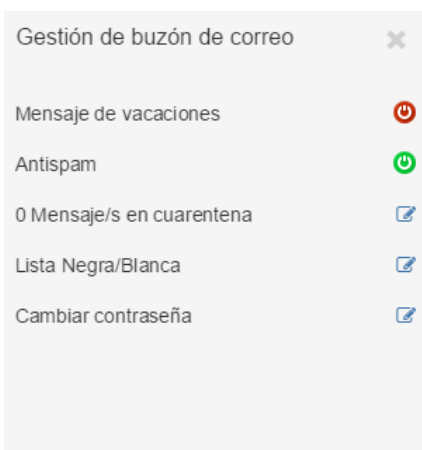 Gestión de buzón de correo
Mensaje de vacaciones
Antispam
0 Mensaje/s en cuarentena
Lista Negra/Blanca
Cambiar contraseña